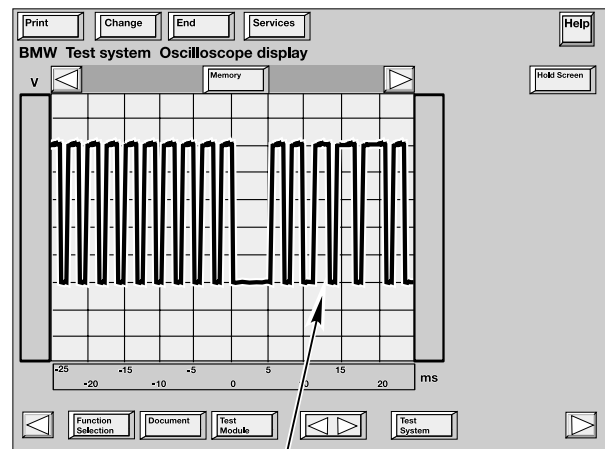 Print Change End Services Help
BMW Test system Oscilloscope display
V Memory Hold Screen
-25 -15 -5 5 15
-20 -10 0 10 20 ms
Function Selection Document Test Module Test System